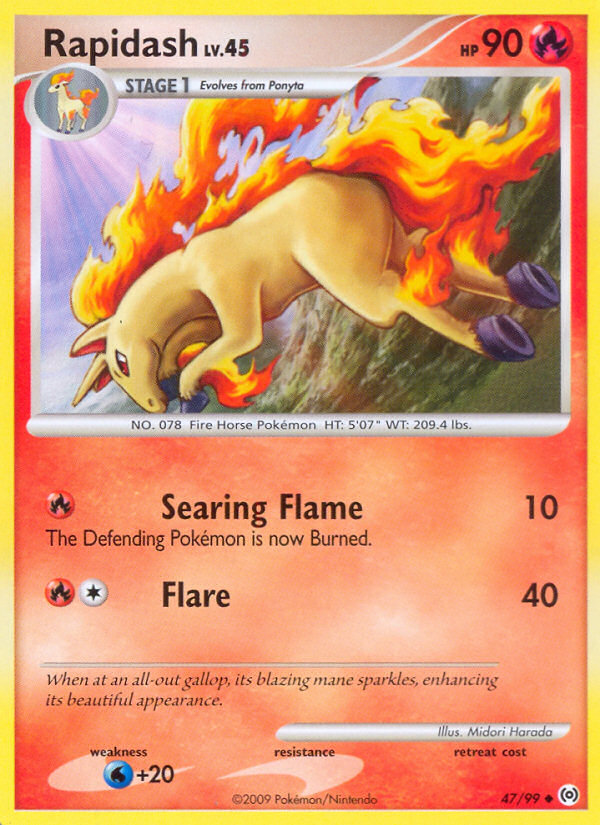 Rapidash LV.45 HP 90
STAGE 1 Evolves from Ponyta
NO. 078 Fire Horse Pokémon HT: 5'07" WT: 209.4 lbs.
Searing Flame 10
The Defending Pokémon is now Burned.
Flare 40
When at an all-out gallop, its blazing mane sparkles, enhancing
its beautiful appearance.
Illus. Midori Harada
weakness resistance retreat cost
+20
©2009 Pokémon/Nintendo 47/99